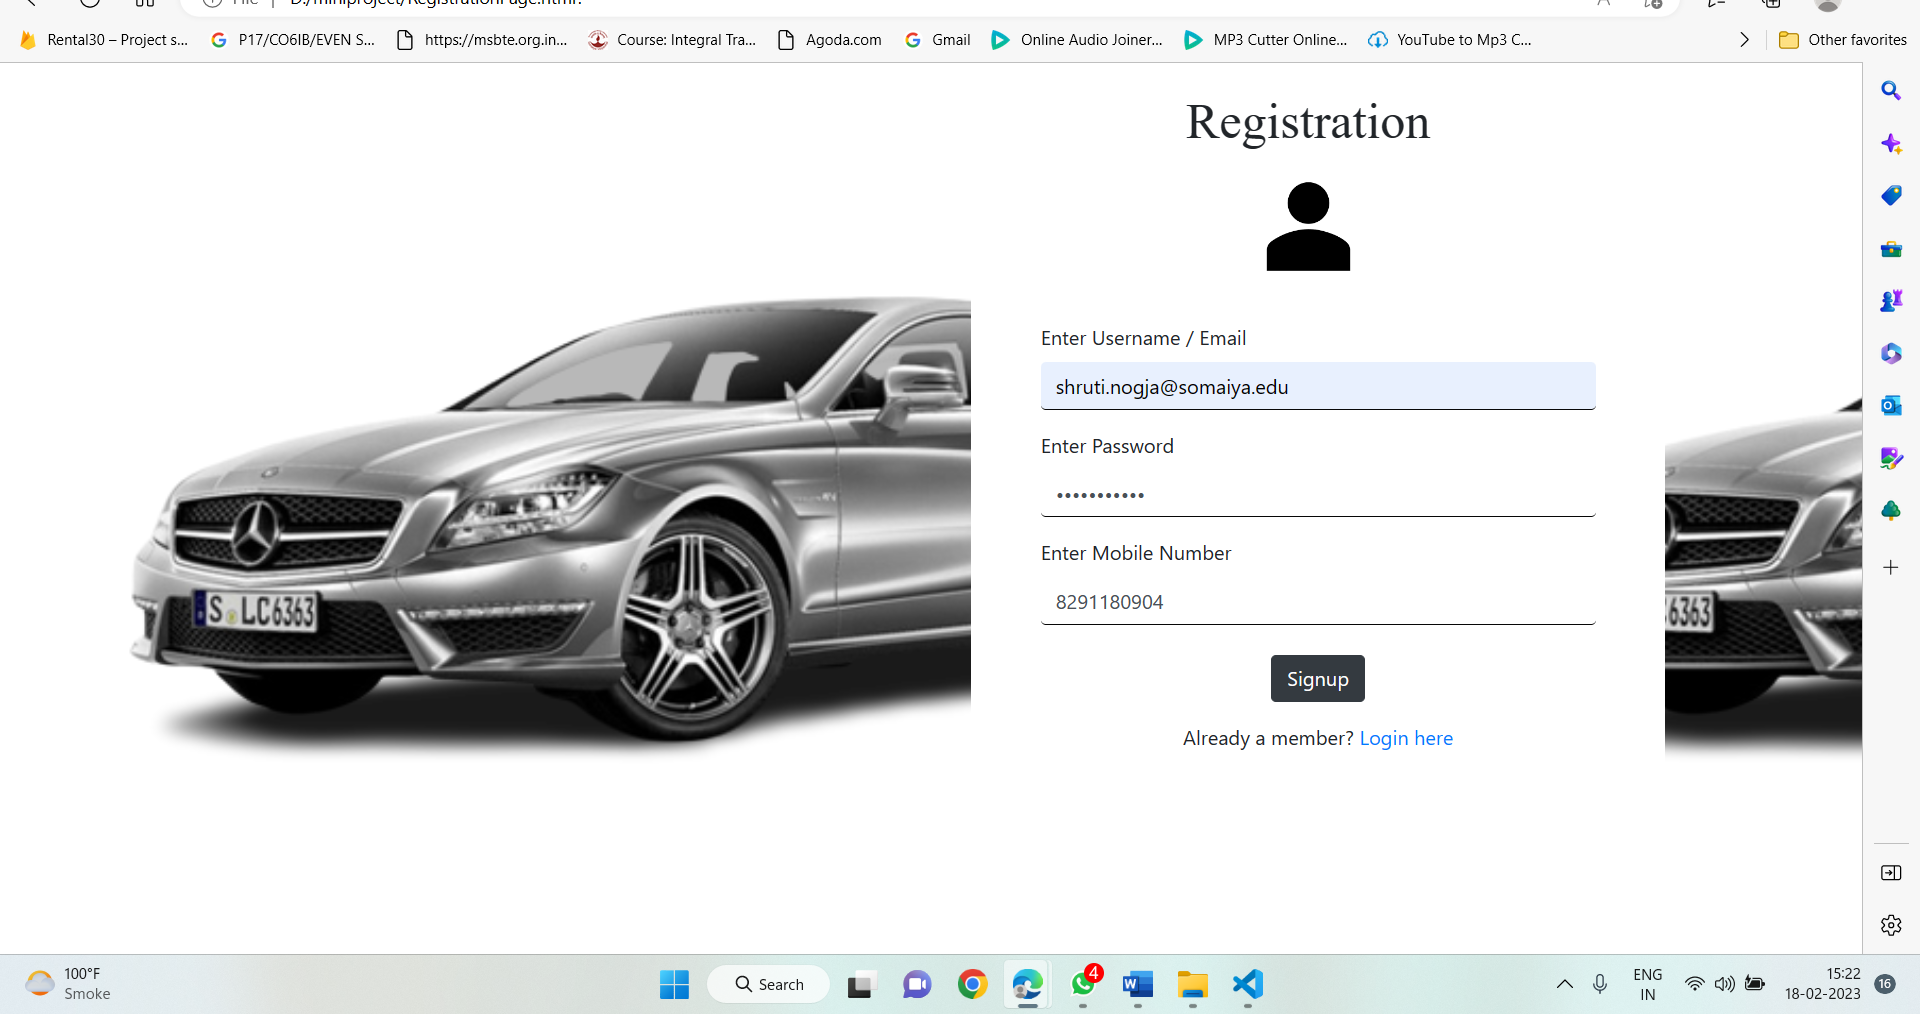 File | D:/miniproject/RegistrationPage.html?
Rental30 – Project s...
P17/CO6IB/EVEN S...
https://msbte.org.in...
Course: Integral Tra...
Agoda.com
Gmail
Online Audio Joiner...
MP3 Cutter Online...
YouTube to Mp3 C...
Other favorites
Registration
Enter Username / Email
shruti.nogja@somaiya.edu
Enter Password
•••••••••••
Enter Mobile Number
8291180904
Signup
Already a member? Login here
S LC6363
6363
100°F
Smoke
Search
4
ENG
IN
15:22
18-02-2023
16